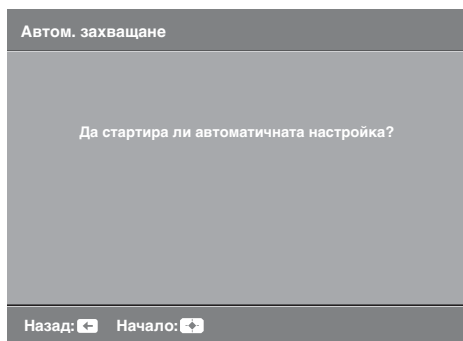 Автом. захващане
Да стартира ли автоматичната настройка?
Назад: Начало: